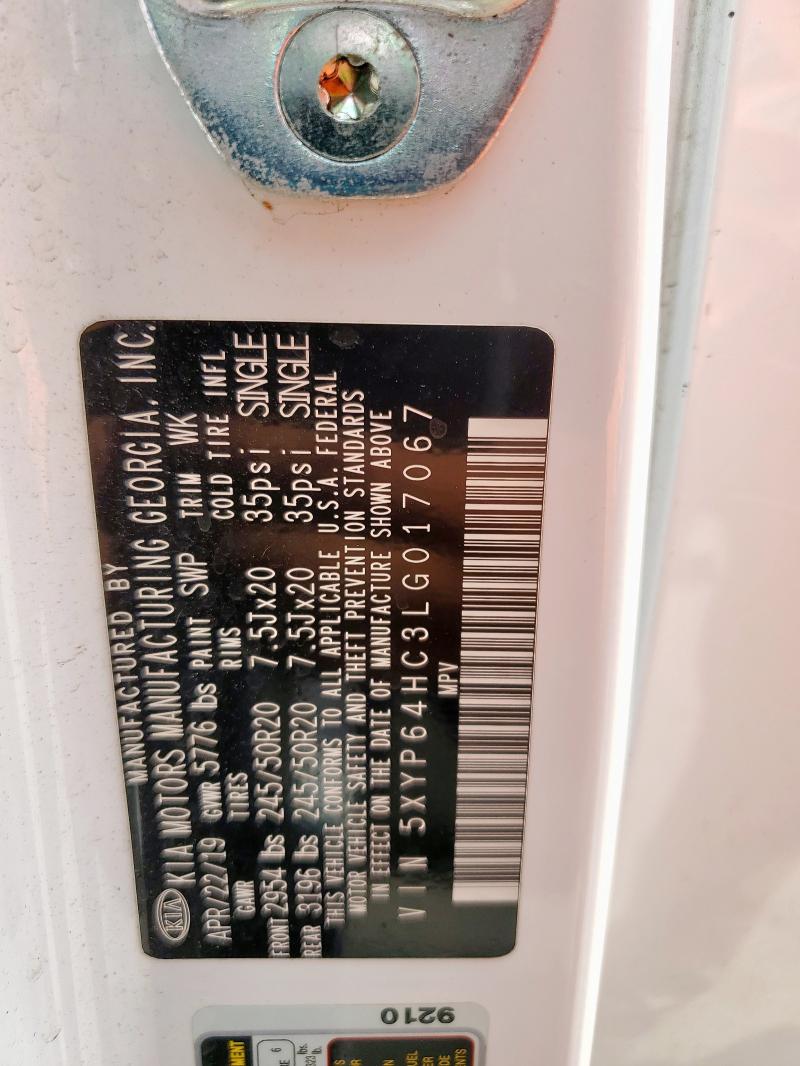 MANUFACTURED BY
KIA KIA MOTORS MANUFACTURING GEORGIA, INC.
APR/22/19 GVWR 5776 lbs PAINT SWP TRIM WK
GAWR TIRES RIMS COLD TIRE INFL
FRONT 2954 lbs 245/50R20 7.5Jx20 35psi SINGLE
REAR 3196 lbs 245/50R20 7.5Jx20 35psi SINGLE
THIS VEHICLE CONFORMS TO ALL APPLICABLE U.S.A. FEDERAL
MOTOR VEHICLE SAFETY AND THEFT PREVENTION STANDARDS
IN EFFECT ON THE DATE OF MANUFACTURE SHOWN ABOVE
VIN 5XYP64HC3LG017067
MPV
9210